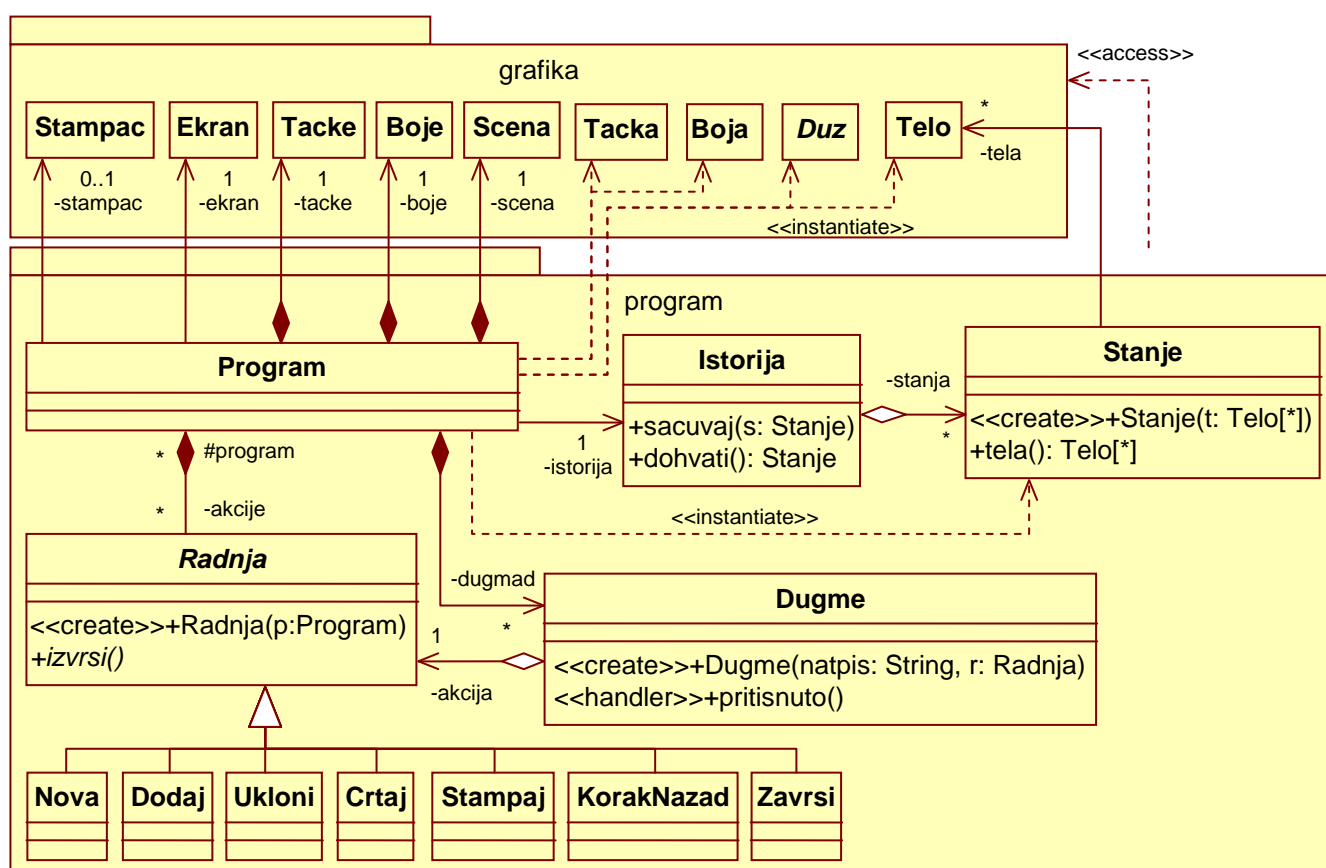 <<access>>
grafika
Stampac
Ekran
Tacke
Boje
Scena
Tacka
Boja
Duz
Telo
*
-tela
0..1
-stampac
1
-ekran
1
-tacke
1
-boje
1
-scena
<<instantiate>>
program
Program
Istorija
+sacuvaj(s: Stanje)
+dohvati(): Stanje
-stanja
*
Stanje
<<create>>+Stanje(t: Telo[*])
+tela(): Telo[*]
1
-istorija
* #program
* -akcije
<<instantiate>>
Radnja
<<create>>+Radnja(p:Program)
+izvrsi()
-dugmad
*
1
-akcija
Dugme
<<create>>+Dugme(natpis: String, r: Radnja)
<<handler>>+pritisnuto()
Nova
Dodaj
Ukloni
Crtaj
Stampaj
KorakNazad
Zavrsi